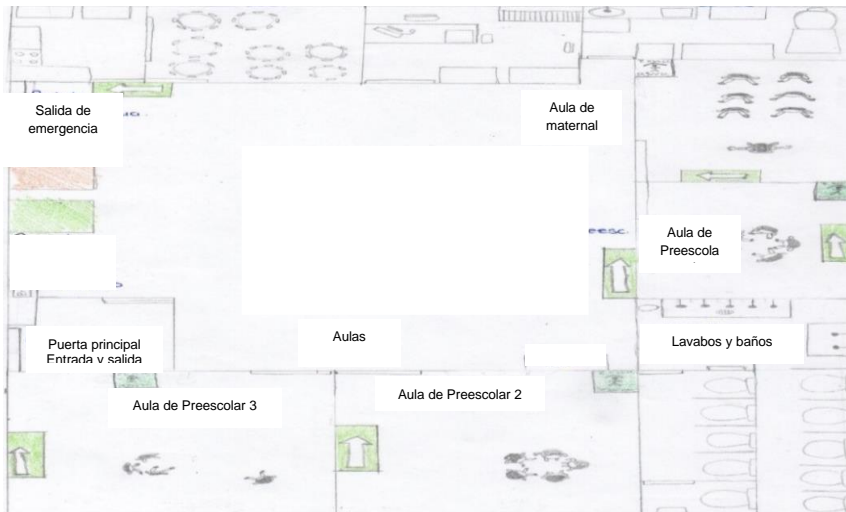 Salida de
emergencia
Aula de
maternal
eesc.
Aula de
Preescola
Puerta principal
Entrada y salida
Aulas
Lavabos y baños
Aula de Preescolar 3
Aula de Preescolar 2